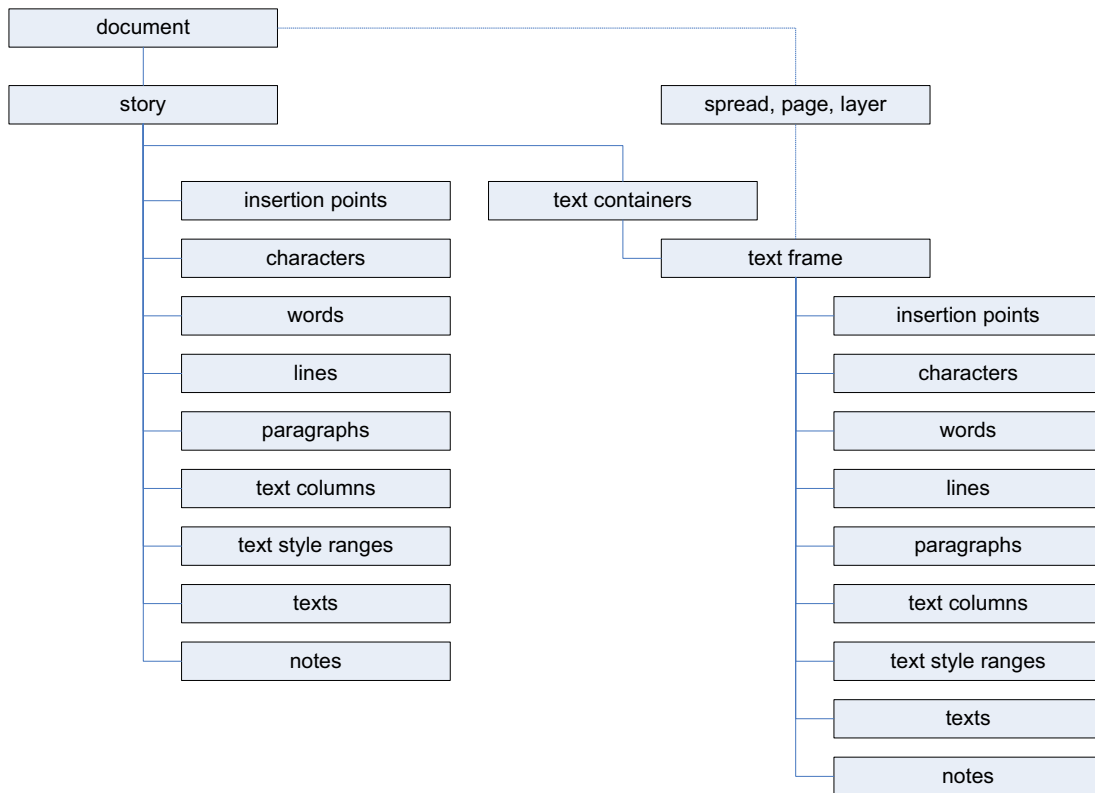 document
story
spread, page, layer
insertion points
text containers
characters
text frame
words
insertion points
lines
characters
paragraphs
words
text columns
lines
text style ranges
paragraphs
texts
text columns
notes
text style ranges
texts
notes